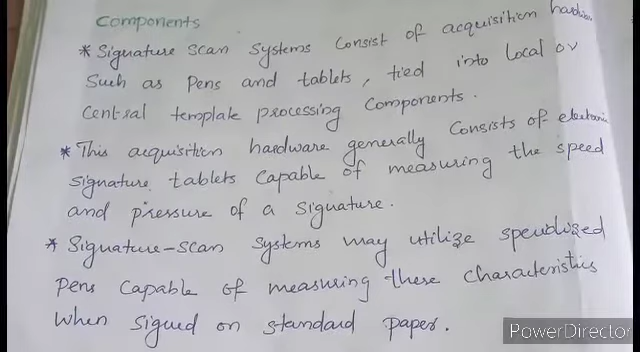 Components
* Signature scan systems consist of acquisition hardware
Such as pens and tablets, tied into local or
central template processing components.
* This acquisition hardware generally consists of electronic
signature tablets capable of measuring the speed
and pressure of a signature.
* Signature-scan systems may utilize specialized
pens capable of measuring these characteristics
when signed on standard paper.
PowerDirector